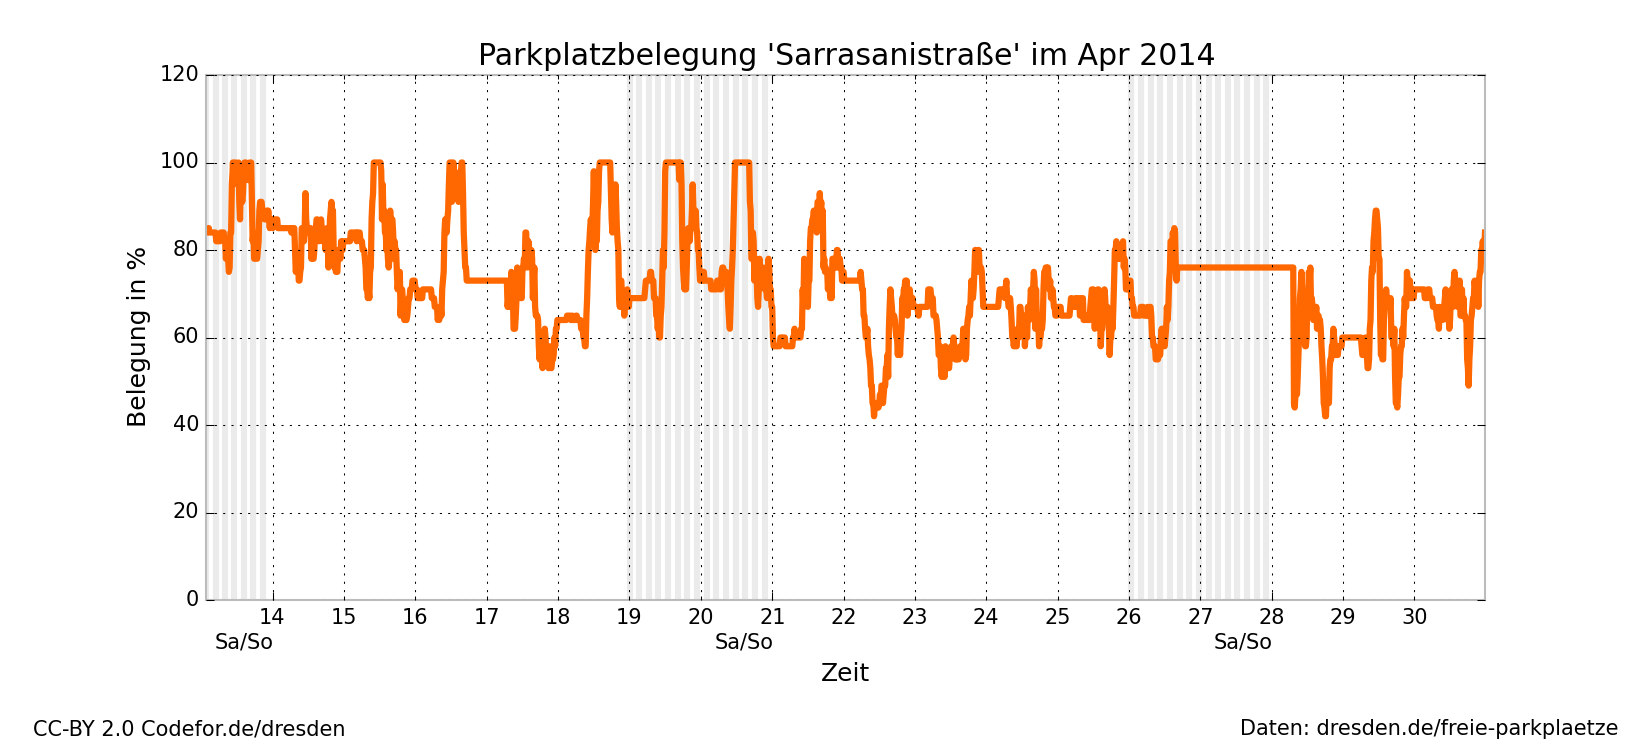 Parkplatzbelegung 'Sarrasanistraße' im Apr 2014
120
100
80
60
40
20
0
Belegung in %
14 15 16 17 18 19 20 21 22 23 24 25 26 27 28 29 30
Sa/So Sa/So Sa/So
Zeit
CC-BY 2.0 Codefor.de/dresden
Daten: dresden.de/freie-parkplaetze